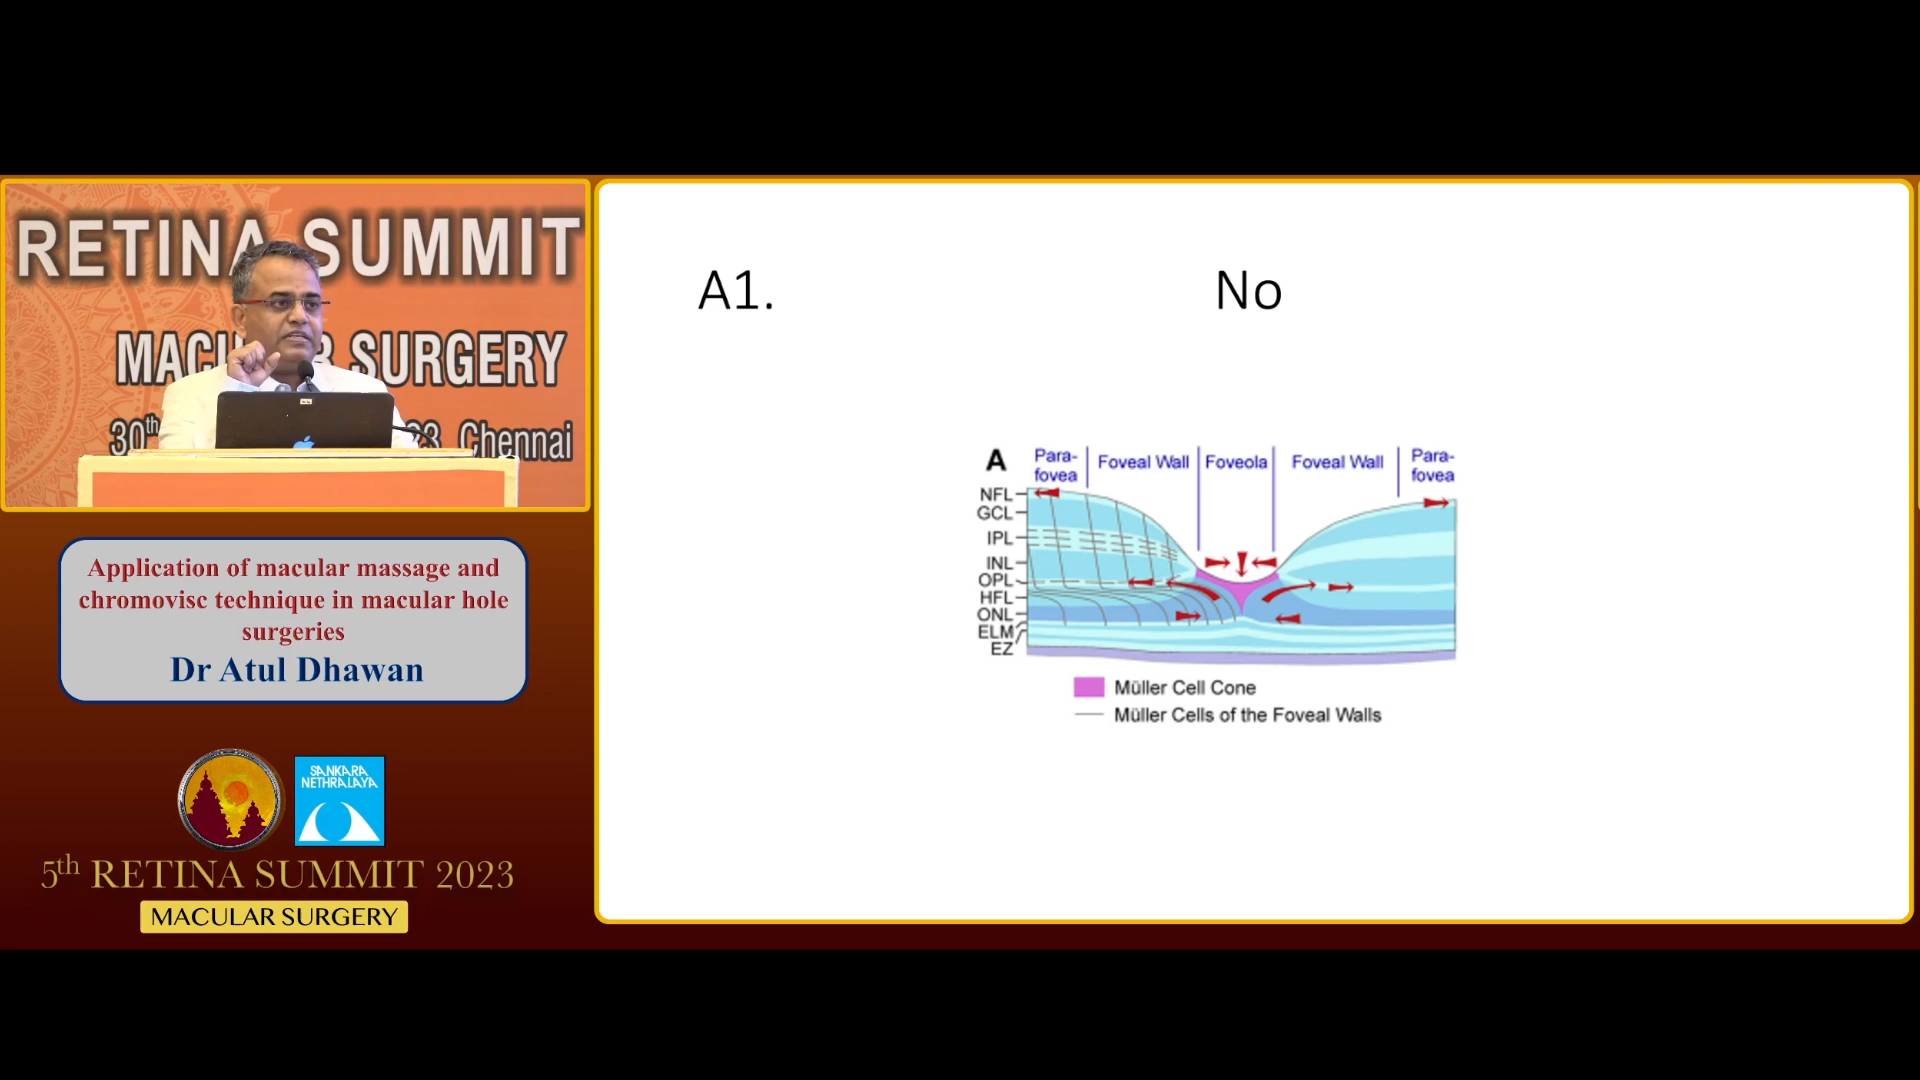 RETINA SUMMIT
SURGERY
30th
23 Chennai
Application of macular massage and
chromovisc technique in macular hole
surgeries
Dr Atul Dhawan
SANKARA
NETHRALAYA
5th RETINA SUMMIT 2023
MACULAR SURGERY
A1.
No
A
Para-
fovea
Foveal Wall
Foveola
Foveal Wall
Para-
fovea
NFL
GCL
IPL
INL
OPL
HFL
ONL
ELM
EZ
Müller Cell Cone
Müller Cells of the Foveal Walls